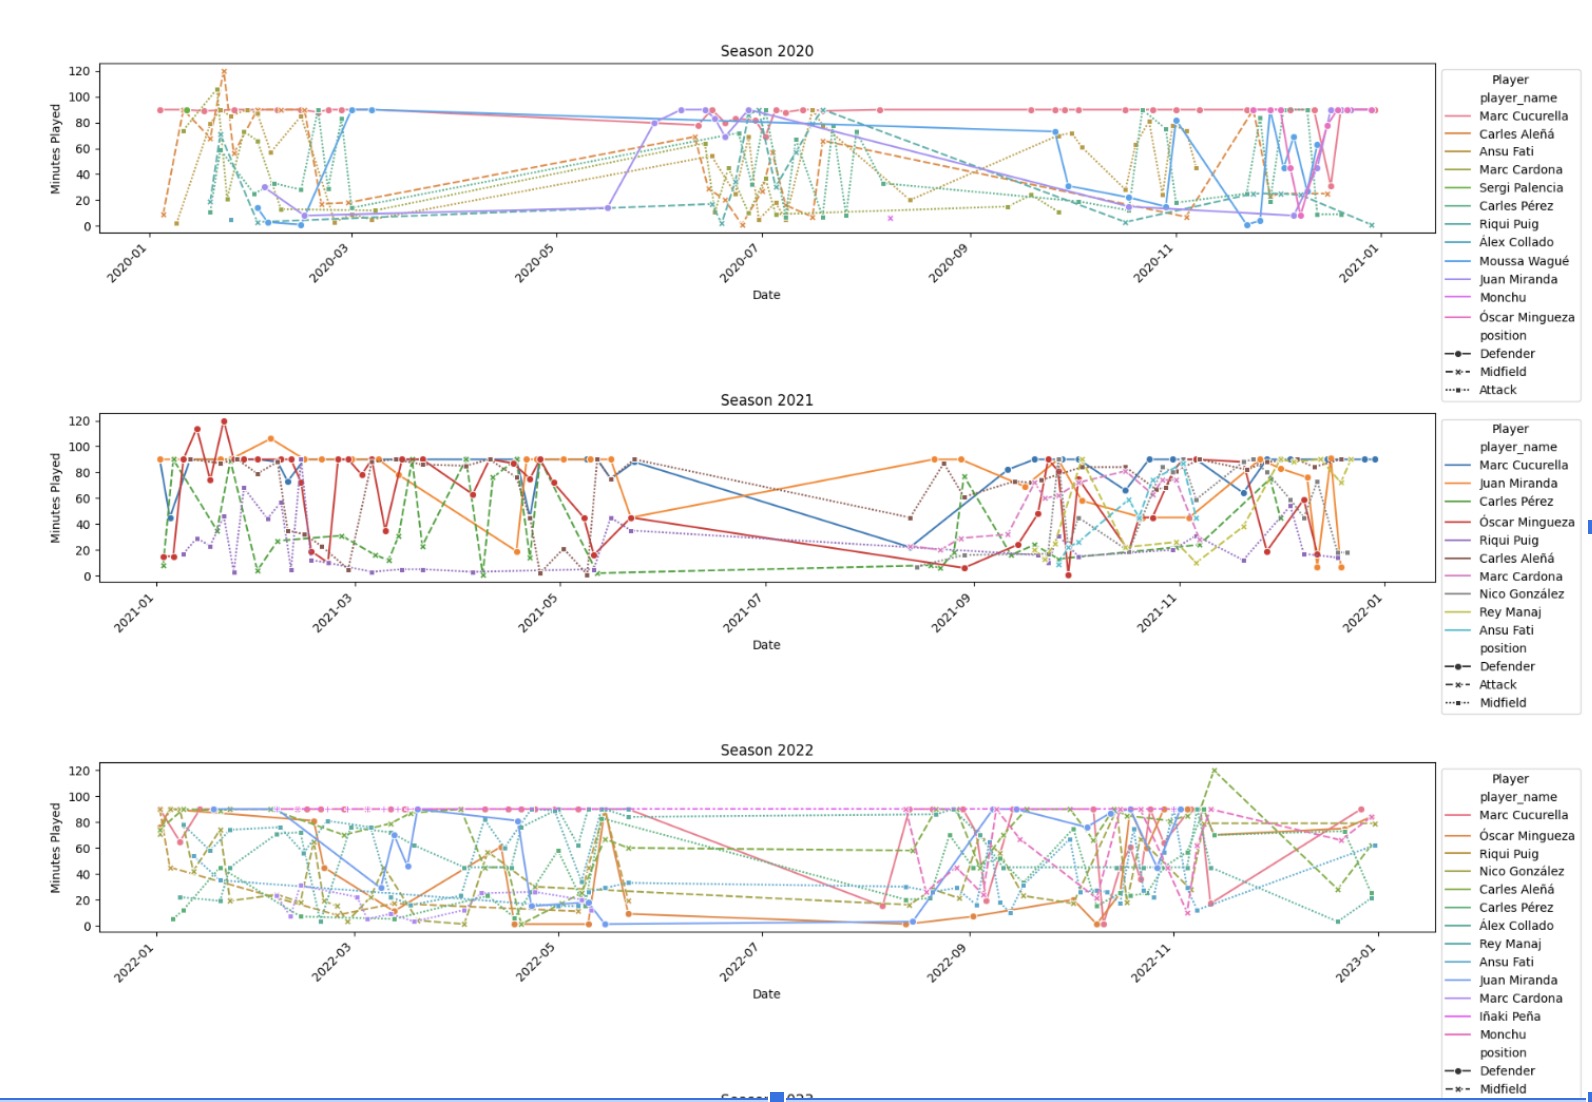 Season 2020
Minutes Played
120
100
80
60
40
20
0
2020-01
2020-03
2020-05
2020-07
2020-09
2020-11
2021-01
Date
Player
player_name
Marc Cucurella
Carles Aleñá
Ansu Fati
Marc Cardona
Sergi Palencia
Carles Pérez
Riqui Puig
Álex Collado
Moussa Wagué
Juan Miranda
Monchu
Óscar Mingueza
position
Defender
Midfield
Attack
Season 2021
Minutes Played
120
100
80
60
40
20
0
2021-01
2021-03
2021-05
2021-07
2021-09
2021-11
2022-01
Date
Player
player_name
Marc Cucurella
Juan Miranda
Carles Pérez
Óscar Mingueza
Riqui Puig
Carles Aleñá
Marc Cardona
Nico González
Rey Manaj
Ansu Fati
position
Defender
Attack
Midfield
Season 2022
Minutes Played
120
100
80
60
40
20
0
2022-01
2022-03
2022-05
2022-07
2022-09
2022-11
2023-01
Date
Player
player_name
Marc Cucurella
Óscar Mingueza
Riqui Puig
Nico González
Carles Aleñá
Carles Pérez
Álex Collado
Rey Manaj
Ansu Fati
Juan Miranda
Marc Cardona
Iñaki Peña
Monchu
position
Defender
Midfield